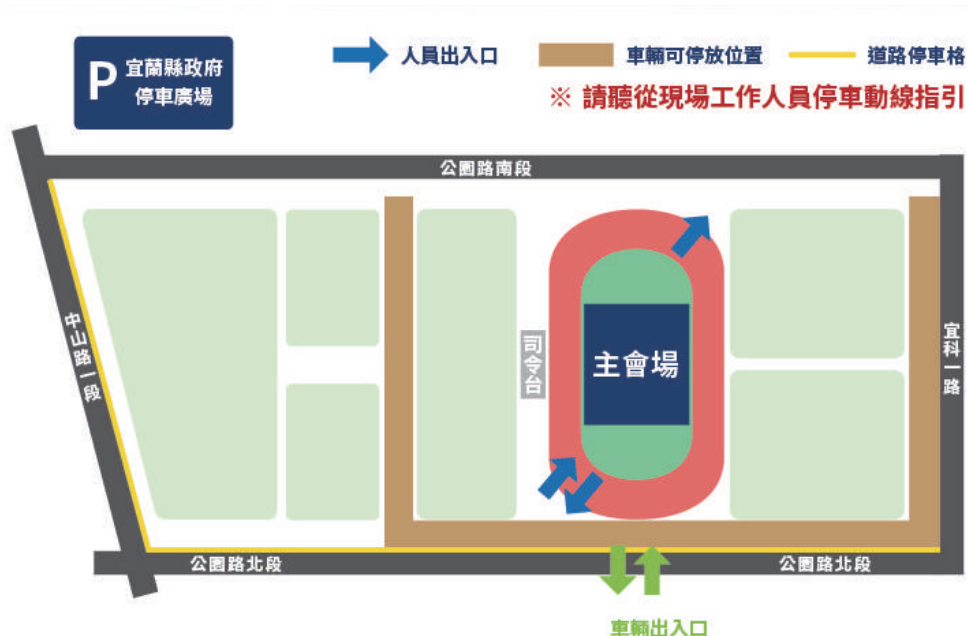 P
宜蘭縣政府
停車廣場
人員出入口
車輛可停放位置
道路停車格
※ 請聽從現場工作人員停車動線指引
公園路南段
中山路一段
司令台
主會場
宜科一路
公園路北段
公園路北段
車輛出入口